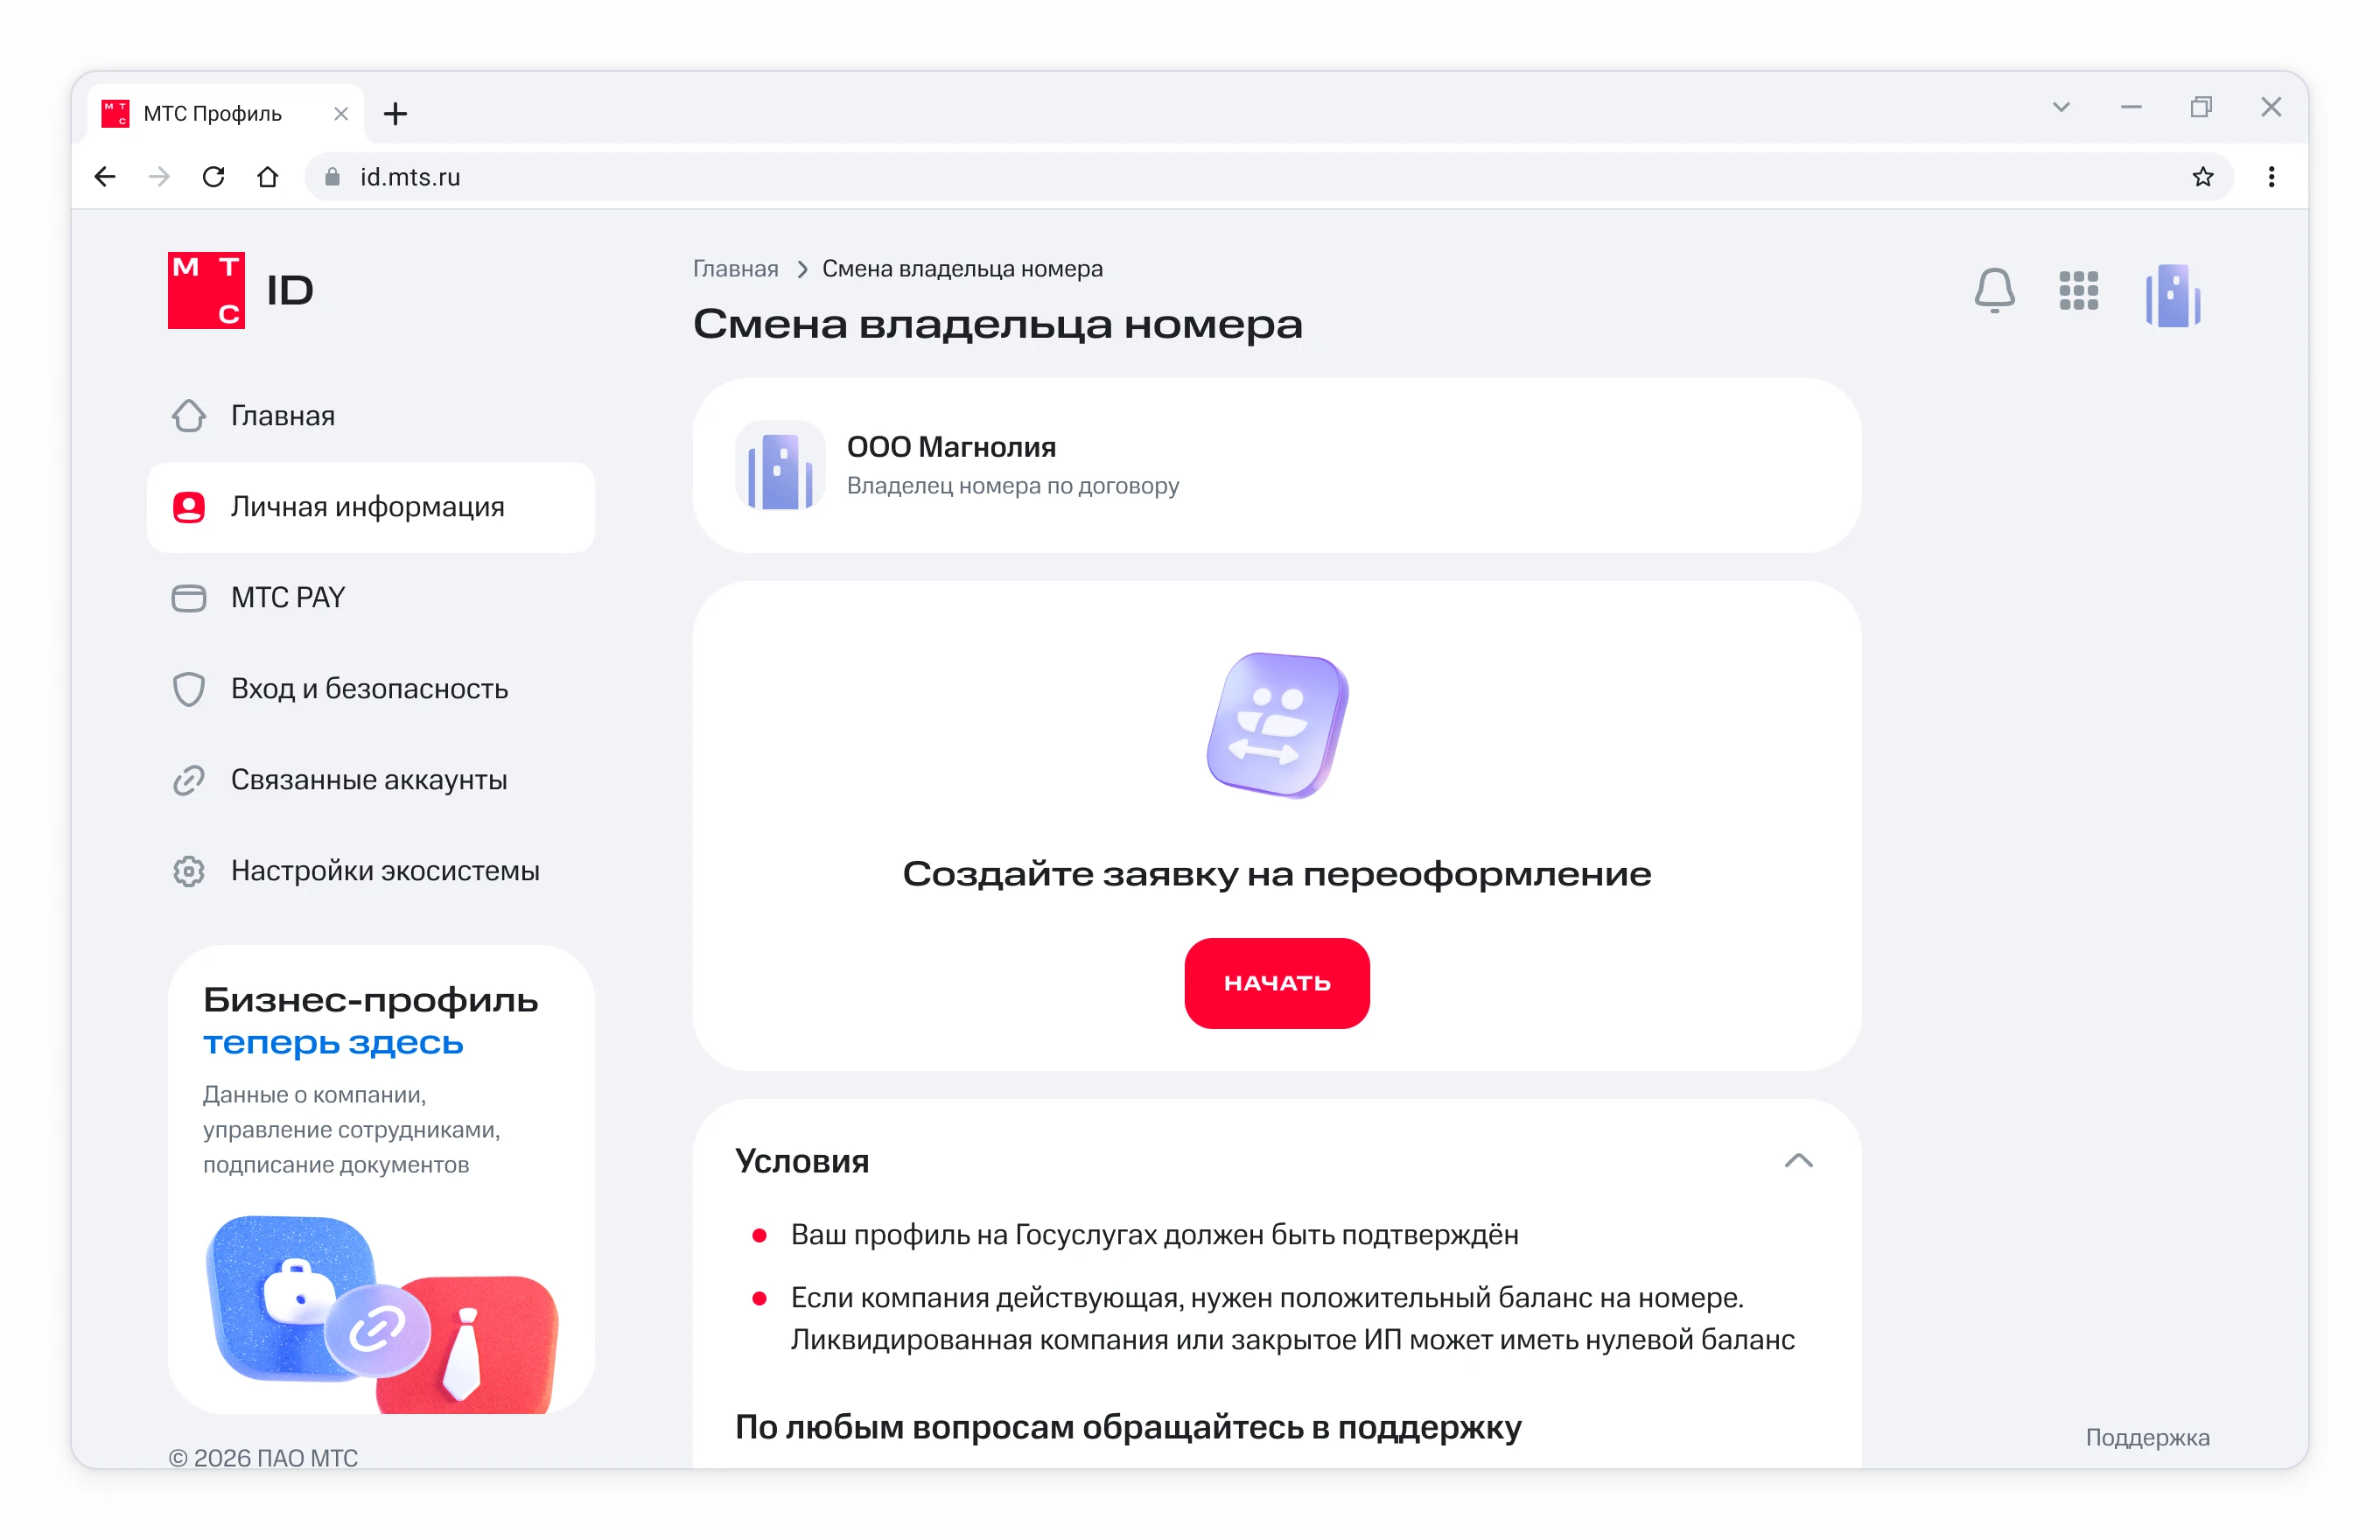 МТС
МТС Профиль
id.mts.ru
МТС
ID
Главная
Личная информация
МТС PAY
Вход и безопасность
Связанные аккаунты
Настройки экосистемы
Бизнес-профиль
теперь здесь
Данные о компании,
управление сотрудниками,
подписание документов
© 2026 ПАО МТС
Главная
Смена владельца номера
Смена владельца номера
ООО Магнолия
Владелец номера по договору
Создайте заявку на переоформление
НАЧАТЬ
Условия
Ваш профиль на Госуслугах должен быть подтверждён
Если компания действующая, нужен положительный баланс на номере.
Ликвидированная компания или закрытое ИП может иметь нулевой баланс
По любым вопросам обращайтесь в поддержку
Поддержка